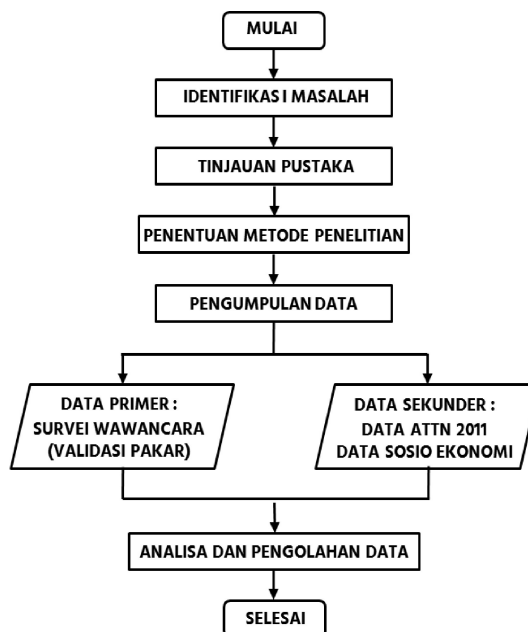 MULAI
IDENTIFIKASI MASALAH
TINJAUAN PUSTAKA
PENENTUAN METODE PENELITIAN
PENGUMPULAN DATA
DATA PRIMER :
SURVEI WAWANCARA
(VALIDASI PAKAR)
DATA SEKUNDER :
DATA ATTN 2011
DATA SOSIO EKONOMI
ANALISA DAN PENGOLAHAN DATA
SELESAI